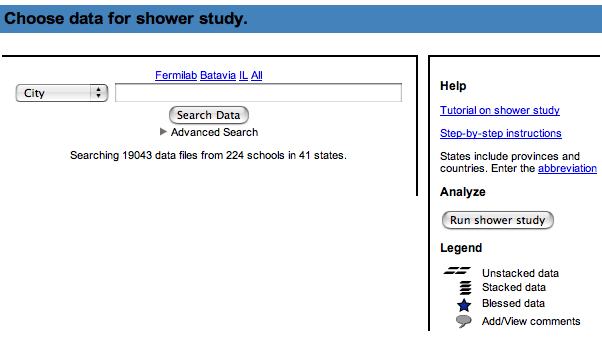 Choose data for shower study.
Fermilab Batavia IL All
City
Search Data
Advanced Search
Searching 19043 data files from 224 schools in 41 states.
Help
Tutorial on shower study
Step-by-step instructions
States include provinces and
countries. Enter the abbreviation
Analyze
Run shower study
Legend
Unstacked data
Stacked data
Blessed data
Add/View comments